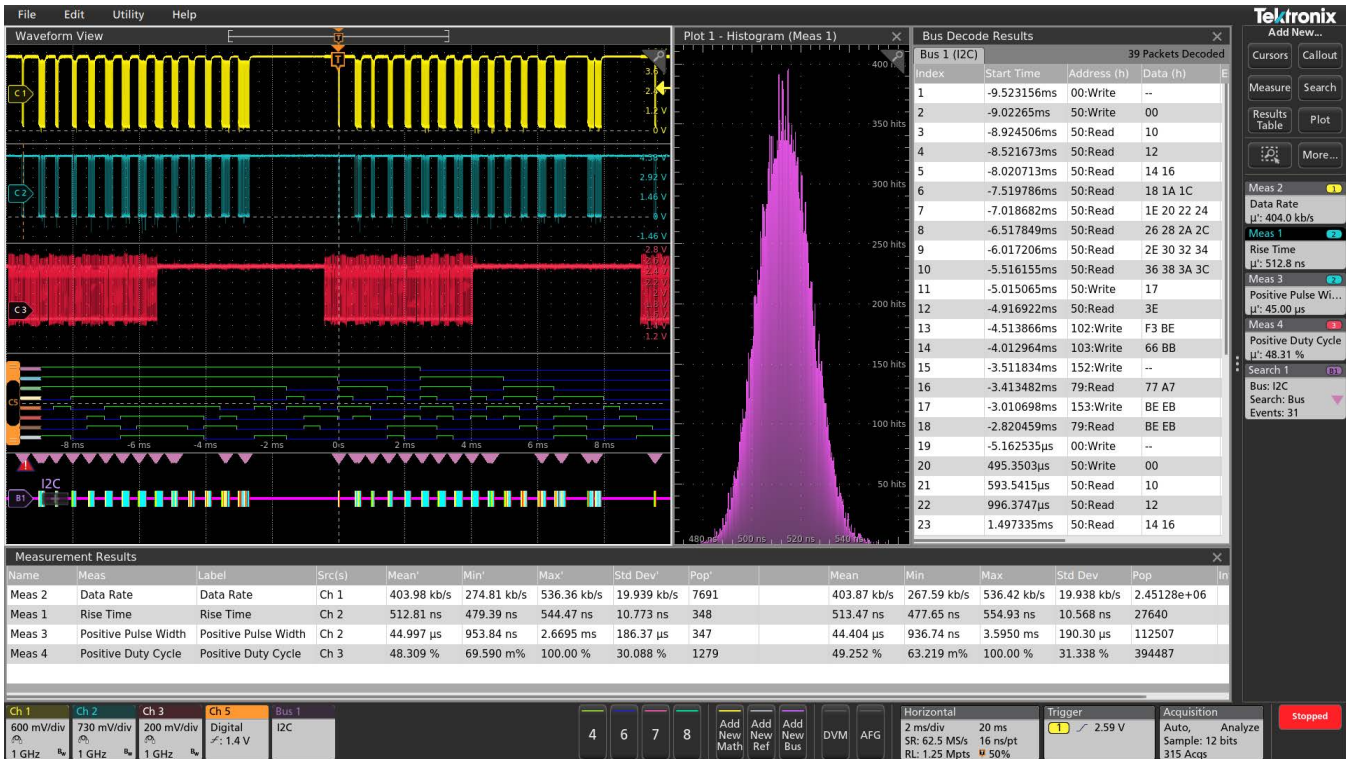 File Edit Utility Help
Tektronix
Waveform View
Plot 1 - Histogram (Meas 1)
Bus Decode Results
Add New...
Bus 1 (I2C) 39 Packets Decoded
Cursors Callout
Index Start Time Address (h) Data (h) E
1 -9.523156ms 00:Write --
2 -9.02265ms 50:Write 00
3 -8.924506ms 50:Read 10
4 -8.521673ms 50:Read 12
5 -8.020713ms 50:Read 14 16
6 -7.519786ms 50:Read 18 1A 1C
7 -7.018682ms 50:Read 1E 20 22 24
8 -6.517849ms 50:Read 26 28 2A 2C
9 -6.017206ms 50:Read 2E 30 32 34
10 -5.516155ms 50:Read 36 38 3A 3C
11 -5.015065ms 50:Write 17
12 -4.916922ms 50:Read 3E
13 -4.513866ms 102:Write F3 BE
14 -4.012964ms 103:Write 66 BB
15 -3.511834ms 152:Write --
16 -3.413482ms 79:Read 77 A7
17 -3.010698ms 153:Write BE EB
18 -2.820459ms 79:Read BE EB
19 -5.162535µs 00:Write --
20 495.3503µs 50:Write 00
21 593.5415µs 50:Read 10
22 996.3747µs 50:Read 12
23 1.497335ms 50:Read 14 16
Measure Search
Results Table Plot
More...
Meas 2 1
Data Rate
µ': 404.0 kb/s
Meas 1 2
Rise Time
µ': 512.8 ns
Meas 3 2
Positive Pulse Wi...
µ': 45.00 µs
Meas 4 3
Positive Duty Cycle
µ': 48.31 %
Search 1 B1
Bus: I2C
Search: Bus
Events: 31
T
T
3.6
C1
1.2 V
0 V
C2
2.92 V
1.46 V
0 V
-1.46 V
2.8 V
C3
1.2 V
C5
-8 ms -6 ms -4 ms -2 ms 0 s 2 ms 4 ms 6 ms 8 ms
I2C
B1
350 hits
300 hits
250 hits
200 hits
150 hits
100 hits
50 hits
480 ns 500 ns 520 ns 540 ns
Measurement Results
Name Meas Label Src(s) Mean' Min' Max' Std Dev' Pop' Mean Min Max Std Dev Pop In
Meas 2 Data Rate Data Rate Ch 1 403.98 kb/s 274.81 kb/s 536.36 kb/s 19.939 kb/s 7691 403.87 kb/s 267.59 kb/s 536.42 kb/s 19.938 kb/s 2.45128e+06
Meas 1 Rise Time Rise Time Ch 2 512.81 ns 479.39 ns 544.47 ns 10.773 ns 348 513.47 ns 477.65 ns 554.93 ns 10.568 ns 27640
Meas 3 Positive Pulse Width Positive Pulse Width Ch 2 44.997 µs 953.84 ns 2.6695 ms 186.37 µs 347 44.404 µs 936.74 ns 3.5950 ms 190.30 µs 112507
Meas 4 Positive Duty Cycle Positive Duty Cycle Ch 3 48.309 % 69.590 m% 100.00 % 30.088 % 1279 49.252 % 63.219 m% 100.00 % 31.338 % 394487
Ch 1
600 mV/div
1 GHz Bw
Ch 2
730 mV/div
1 GHz Bw
Ch 3
200 mV/div
1 GHz Bw
Ch 5
Digital
: 1.4 V
Bus 1
I2C
4 6 7 8
Add New Math
Add New Ref
Add New Bus
DVM AFG
Horizontal
2 ms/div 20 ms
SR: 62.5 MS/s 16 ns/pt
RL: 1.25 Mpts 50%
Trigger
1 2.59 V
Acquisition
Auto, Analyze
Sample: 12 bits
315 Acqs
Stopped